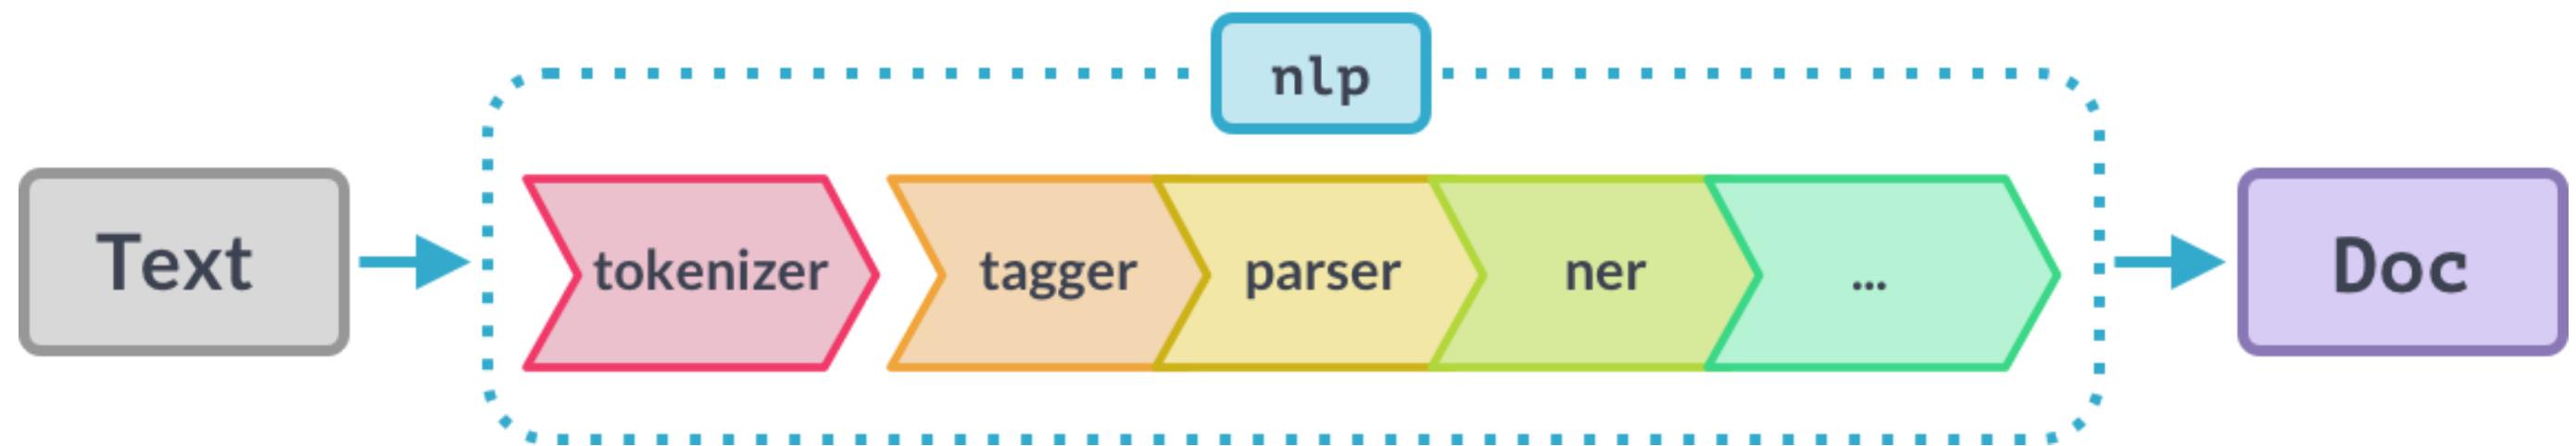 nlp
Text
tokenizer
tagger
parser
ner
...
Doc